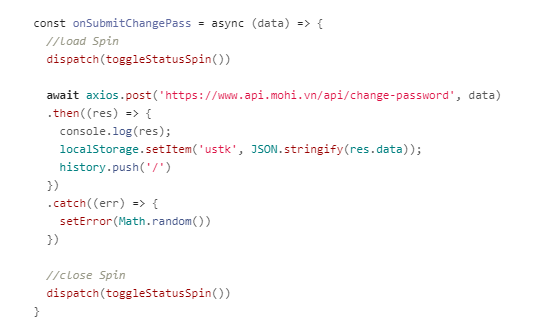 const onSubmitChangePass = async (data) => {
//Load Spin
dispatch(toggleStatusSpin())
await axios.post('https://www.api.mohi.vn/api/change-password', data)
.then((res) => {
console.log(res);
localStorage.setItem('ustk', JSON.stringify(res.data));
history.push('/')
})
.catch((err) => {
setError(Math.random())
})
//close Spin
dispatch(toggleStatusSpin())
}